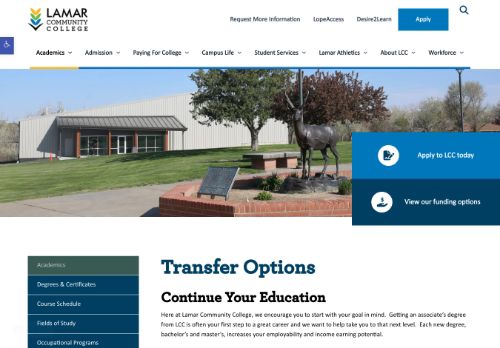 LAMAR
COMMUNITY
COLLEGE
Request More Information
LopeAccess
Desire2Learn
Apply
Academics
Admission
Paying For College
Campus Life
Student Services
Lamar Athletics
About LCC
Workforce
Apply to LCC today
View our funding options
Academics
Degrees & Certificates
Course Schedule
Fields of Study
Occupational Programs
Transfer Options
Continue Your Education
Here at Lamar Community College, we encourage you to start with your goal in mind. Getting an associate's degree
from LCC is often your first step to a great career and we want to help take you to that next level. Each new degree,
bachelor's and master's, increases your employability and income earning potential.